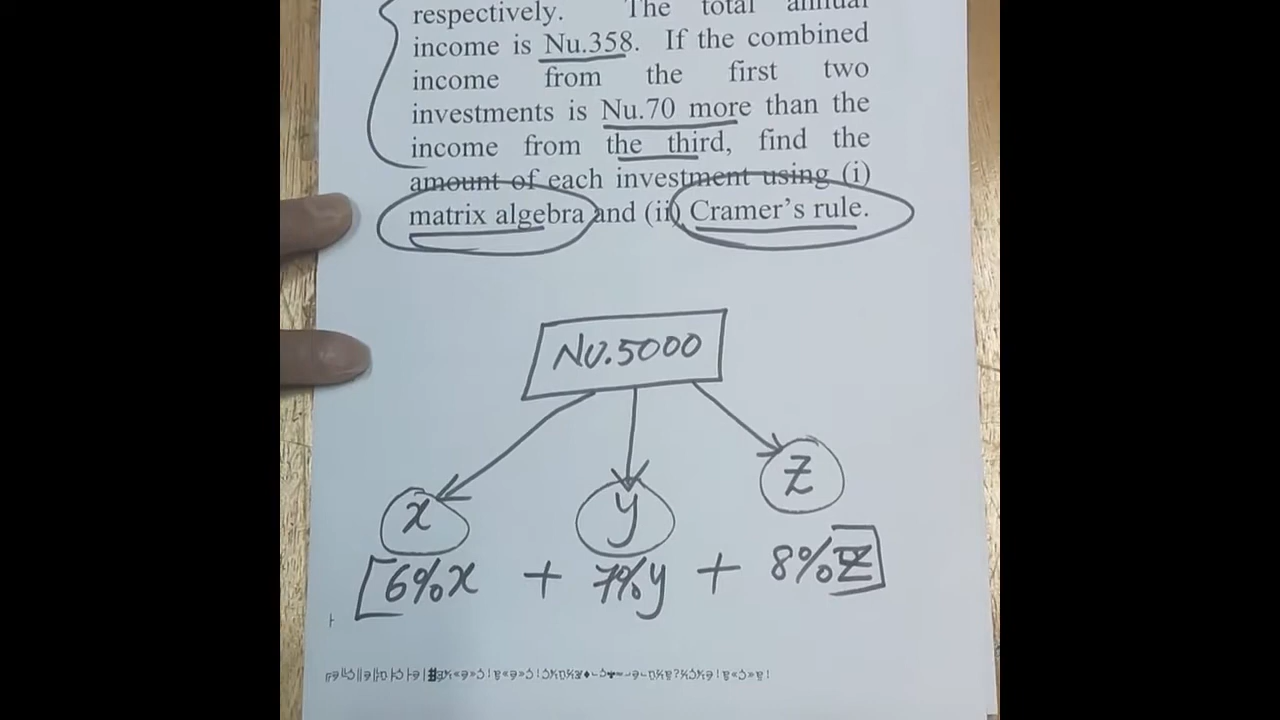 respectively. The total annual
income is Nu.358. If the combined
income from the first two
investments is Nu.70 more than the
income from the third, find the
amount of each investment using (i)
matrix algebra and (ii) Cramer's rule.
NU.5000
x y z
6%x + 7%y + 8%z